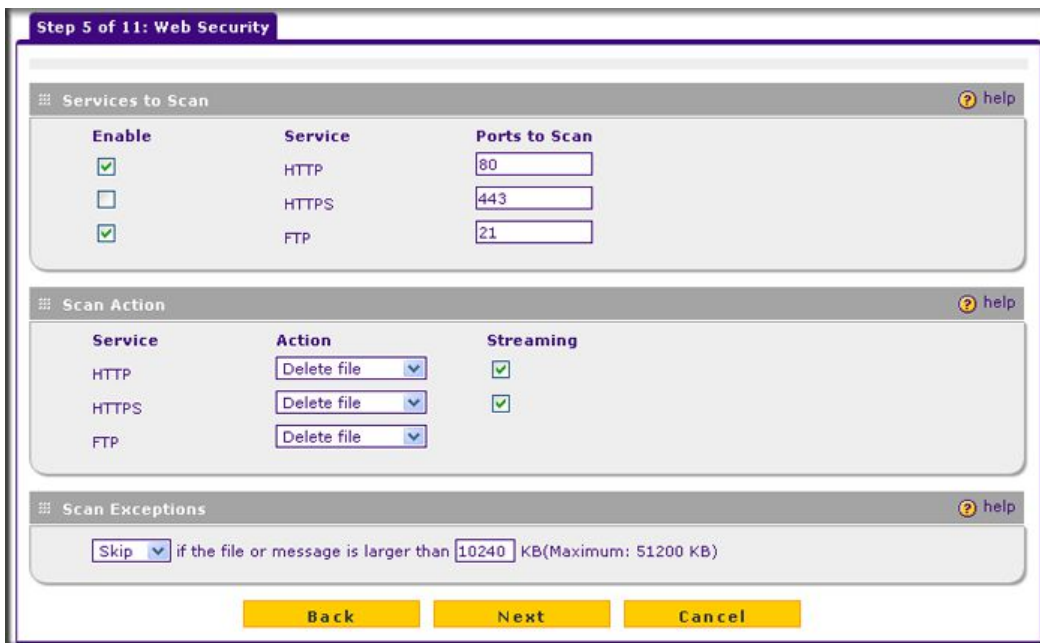 Step 5 of 11: Web Security
Services to Scan help
Enable Service Ports to Scan
HTTP 80
HTTPS 443
FTP 21
Scan Action help
Service Action Streaming
HTTP Delete file
HTTPS Delete file
FTP Delete file
Scan Exceptions help
Skip if the file or message is larger than 10240 KB(Maximum: 51200 KB)
Back Next Cancel